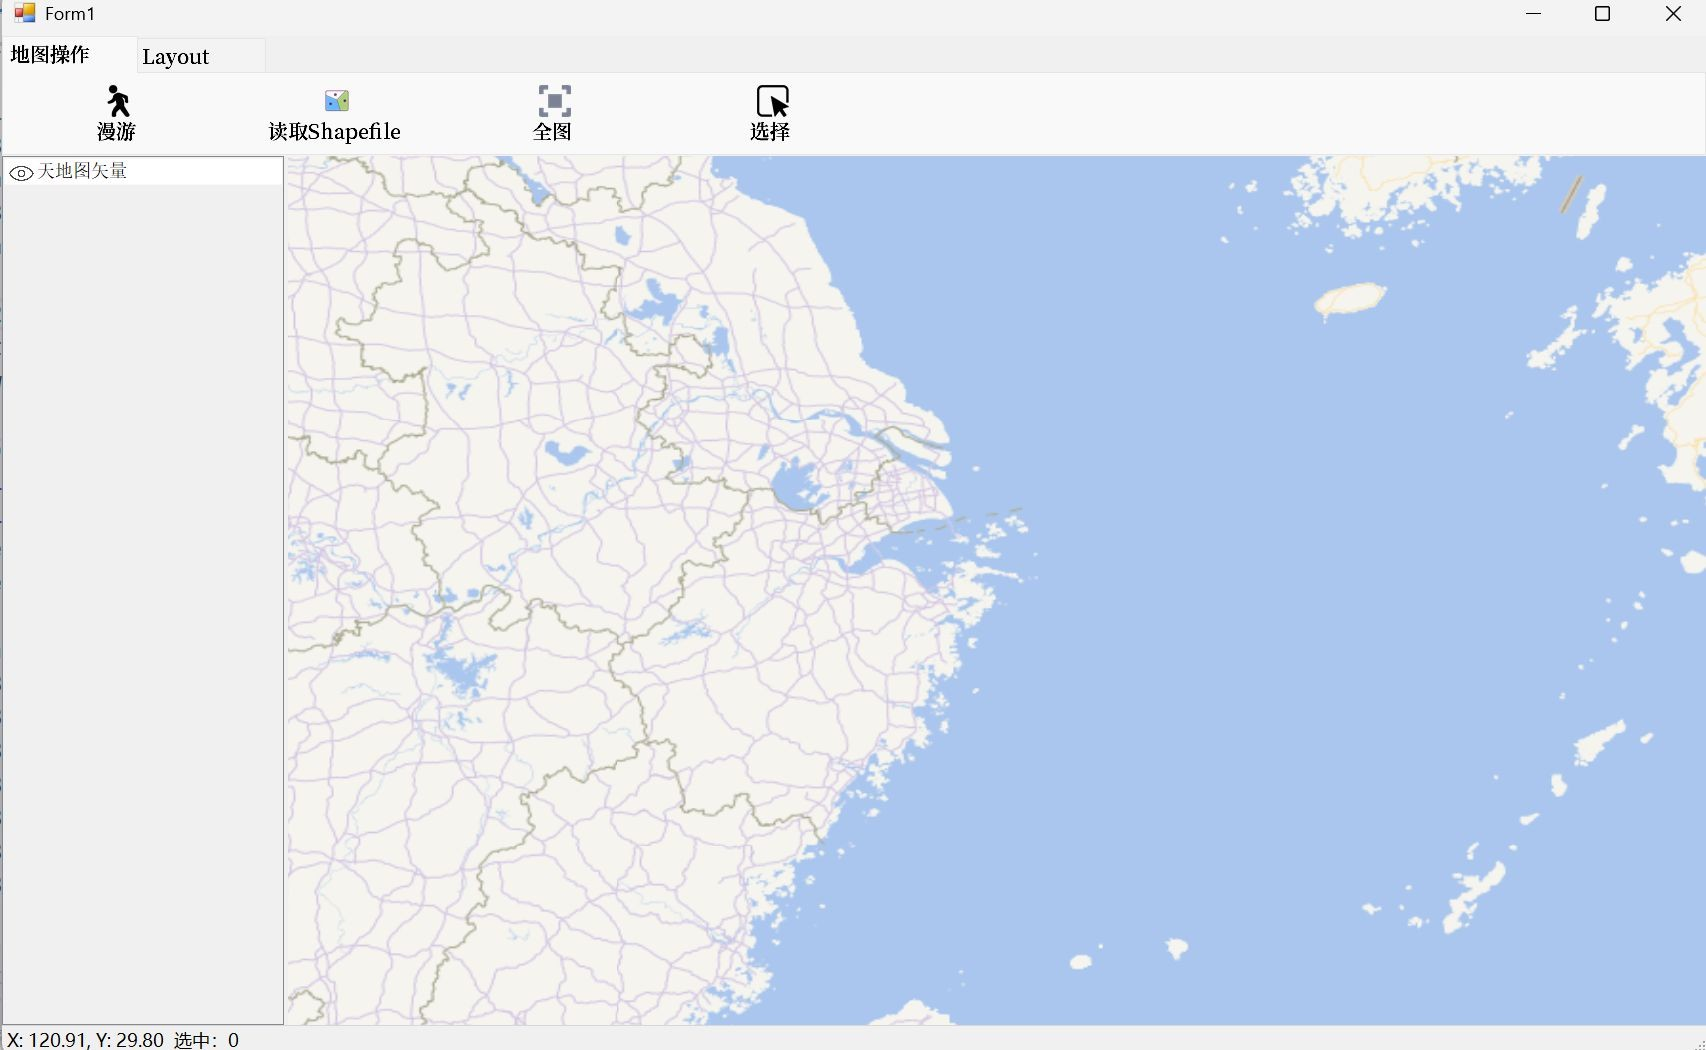 Form1
地图操作 Layout
漫游 读取Shapefile 全图 选择
天地图矢量
X: 120.91, Y: 29.80 选中：0